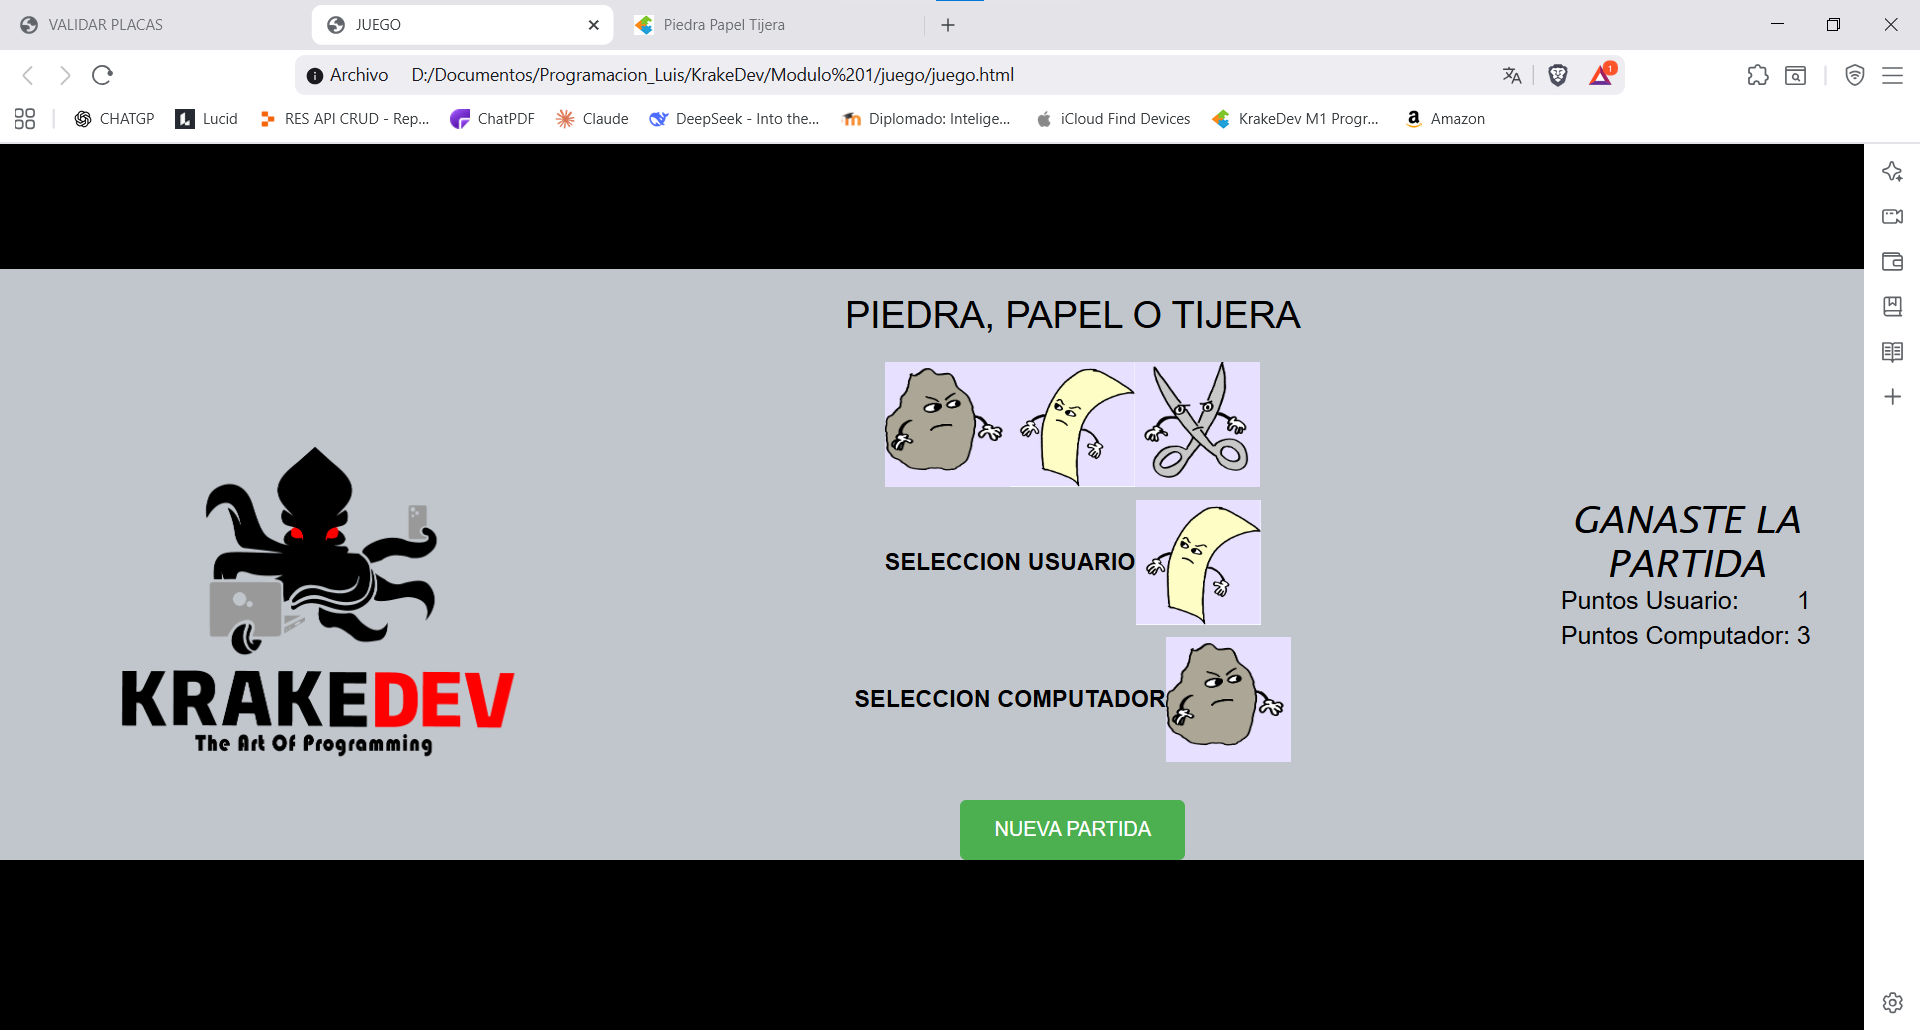 VALIDAR PLACAS
JUEGO
Piedra Papel Tijera
Archivo D:/Documentos/Programacion_Luis/KrakeDev/Modulo%201/juego/juego.html
1
CHATGP
Lucid
RES API CRUD - Rep...
ChatPDF
Claude
DeepSeek - Into the...
Diplomado: Intelige...
iCloud Find Devices
KrakeDev M1 Progr...
Amazon
PIEDRA, PAPEL O TIJERA
SELECCION USUARIO
SELECCION COMPUTADOR
NUEVA PARTIDA
KRAKEDEV
The Art Of Programming
GANASTE LA
PARTIDA
Puntos Usuario: 1
Puntos Computador: 3